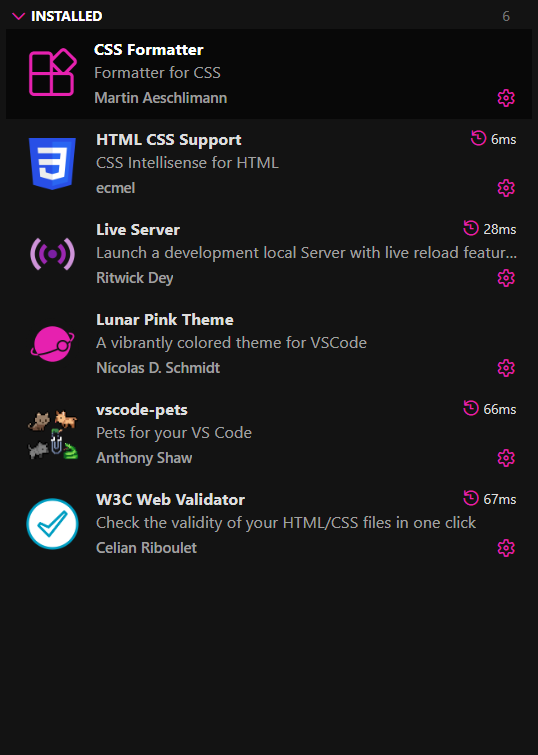 INSTALLED 6
CSS Formatter
Formatter for CSS
Martin Aeschlimann
HTML CSS Support 6ms
CSS Intellisense for HTML
ecmel
Live Server 28ms
Launch a development local Server with live reload featur...
Ritwick Dey
Lunar Pink Theme
A vibrantly colored theme for VSCode
Nícolas D. Schmidt
vscode-pets 66ms
Pets for your VS Code
Anthony Shaw
W3C Web Validator 67ms
Check the validity of your HTML/CSS files in one click
Celian Riboulet